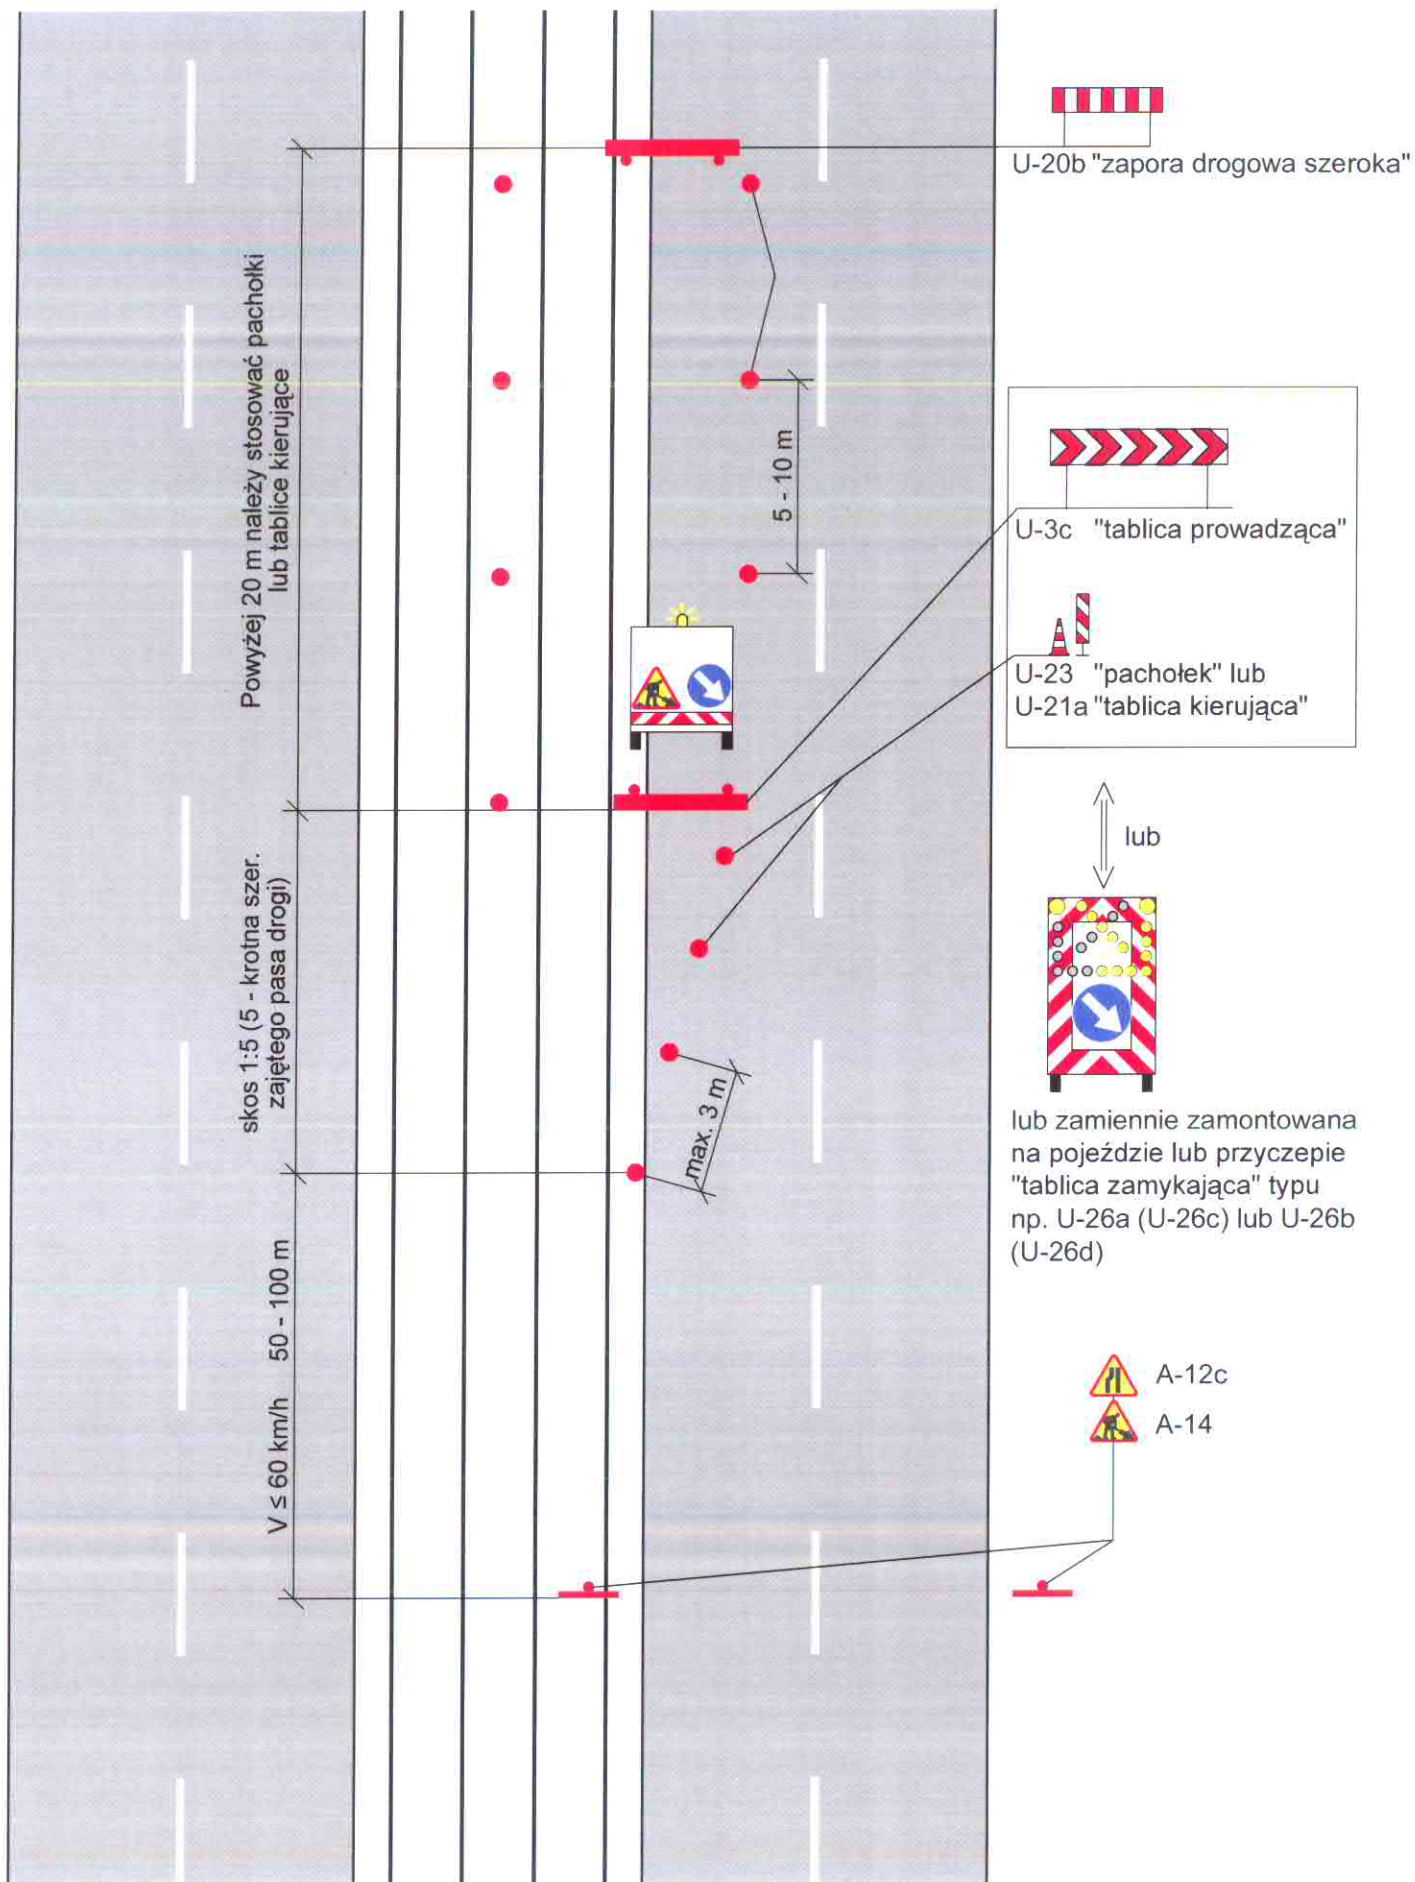 U-20b "zapora drogowa szeroka"
Powyżej 20 m należy stosować pachołki
lub tablice kierujące
5 - 10 m
U-3c "tablica prowadząca"
U-23 "pachołek" lub
U-21a "tablica kierująca"
lub
skos 1:5 (5 - krotna szer.
zajętego pasa drogi)
max. 3 m
lub zamiennie zamontowana
na pojeździe lub przyczepie
"tablica zamykająca" typu
np. U-26a (U-26c) lub U-26b
(U-26d)
V ≤ 60 km/h 50 - 100 m
A-12c
A-14